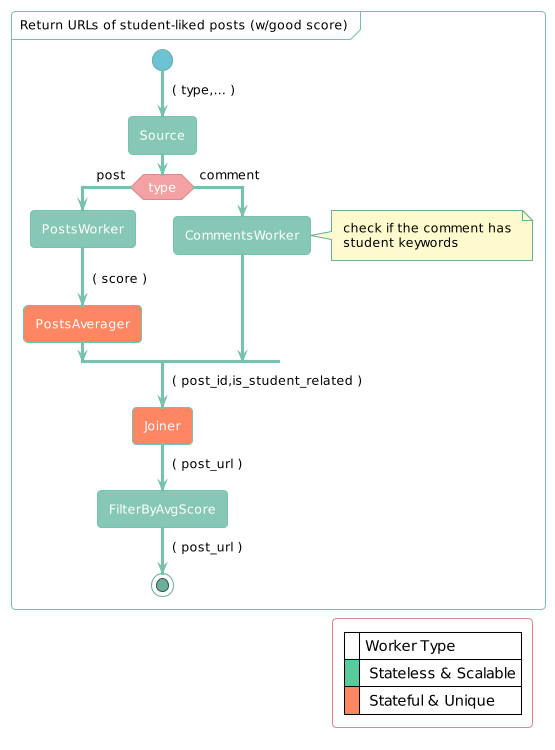 Return URLs of student-liked posts (w/good score)
( type,... )
Source
type
post
comment
PostsWorker
CommentsWorker
check if the comment has
student keywords
( score )
PostsAverager
( post_id,is_student_related )
Joiner
( post_url )
FilterByAvgScore
( post_url )
Worker Type
Stateless & Scalable
Stateful & Unique